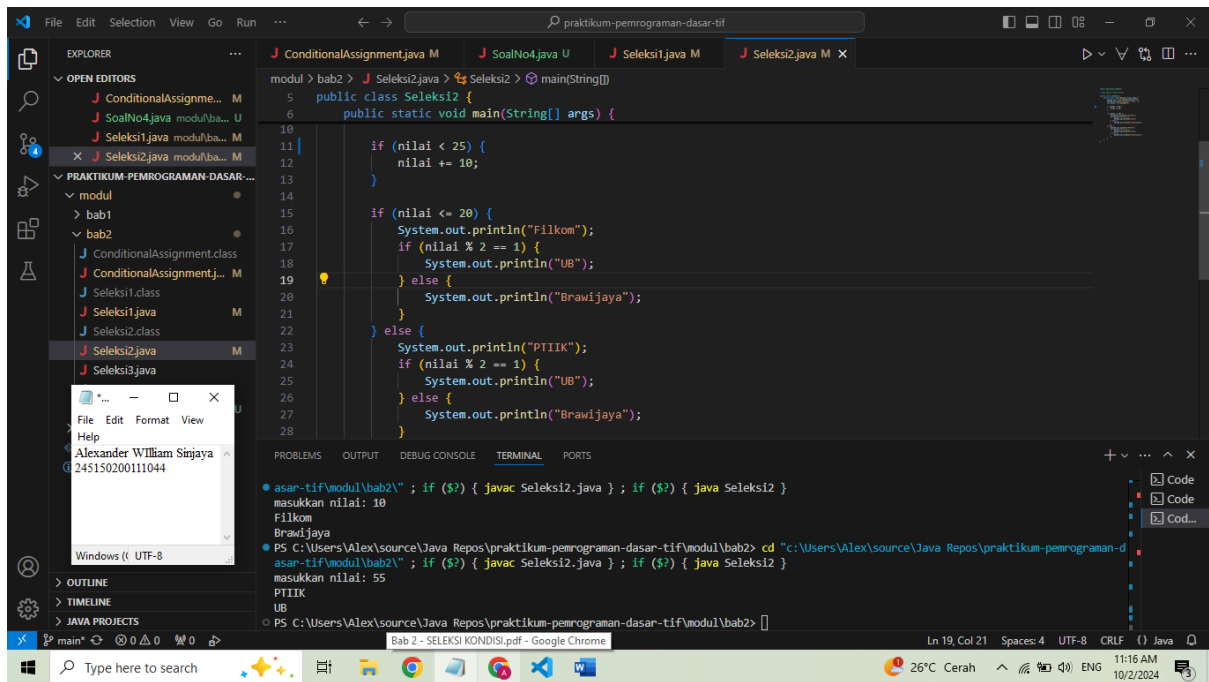 File Edit Selection View Go Run ··· praktikum-pemrograman-dasar-tif
EXPLORER ···
OPEN EDITORS
J ConditionalAssignme... M
J SoalNo4.java modul\ba... U
J Seleksi1.java modul\ba... M
J Seleksi2.java modul\ba... M
PRAKTIKUM-PEMROGRAMAN-DASAR-...
modul
bab1
bab2
J ConditionalAssignment.class
J ConditionalAssignment.j... M
J Seleksi1.class
J Seleksi1.java M
J Seleksi2.class
J Seleksi2.java M
J Seleksi3.java
U
OUTLINE
TIMELINE
JAVA PROJECTS
*...
File Edit Format View
Help
Alexander WIlliam Sinjaya
245150200111044
Windows ( UTF-8
J ConditionalAssignment.java M J SoalNo4.java U J Seleksi1.java M J Seleksi2.java M
modul > bab2 > J Seleksi2.java > Seleksi2 > main(String[])
5 public class Seleksi2 {
6 public static void main(String[] args) {
10
11 if (nilai < 25) {
12 nilai += 10;
13 }
14
15 if (nilai <= 20) {
16 System.out.println("Filkom");
17 if (nilai % 2 == 1) {
18 System.out.println("UB");
19 } else {
20 System.out.println("Brawijaya");
21 }
22 } else {
23 System.out.println("PTIIK");
24 if (nilai % 2 == 1) {
25 System.out.println("UB");
26 } else {
27 System.out.println("Brawijaya");
28 }
PROBLEMS OUTPUT DEBUG CONSOLE TERMINAL PORTS
asar-tif\modul\bab2\" ; if ($?) { javac Seleksi2.java } ; if ($?) { java Seleksi2 }
masukkan nilai: 10
Filkom
Brawijaya
PS C:\Users\Alex\source\Java Repos\praktikum-pemrograman-dasar-tif\modul\bab2> cd "c:\Users\Alex\source\Java Repos\praktikum-pemrograman-d
asar-tif\modul\bab2\" ; if ($?) { javac Seleksi2.java } ; if ($?) { java Seleksi2 }
masukkan nilai: 55
PTIIK
UB
PS C:\Users\Alex\source\Java Repos\praktikum-pemrograman-dasar-tif\modul\bab2>
Code
Code
Cod...
Bab 2 - SELEKSI KONDISI.pdf - Google Chrome
main* 0 0 0 Ln 19, Col 21 Spaces: 4 UTF-8 CRLF {} Java
Type here to search 26°C Cerah ENG 11:16 AM
10/2/2024
3